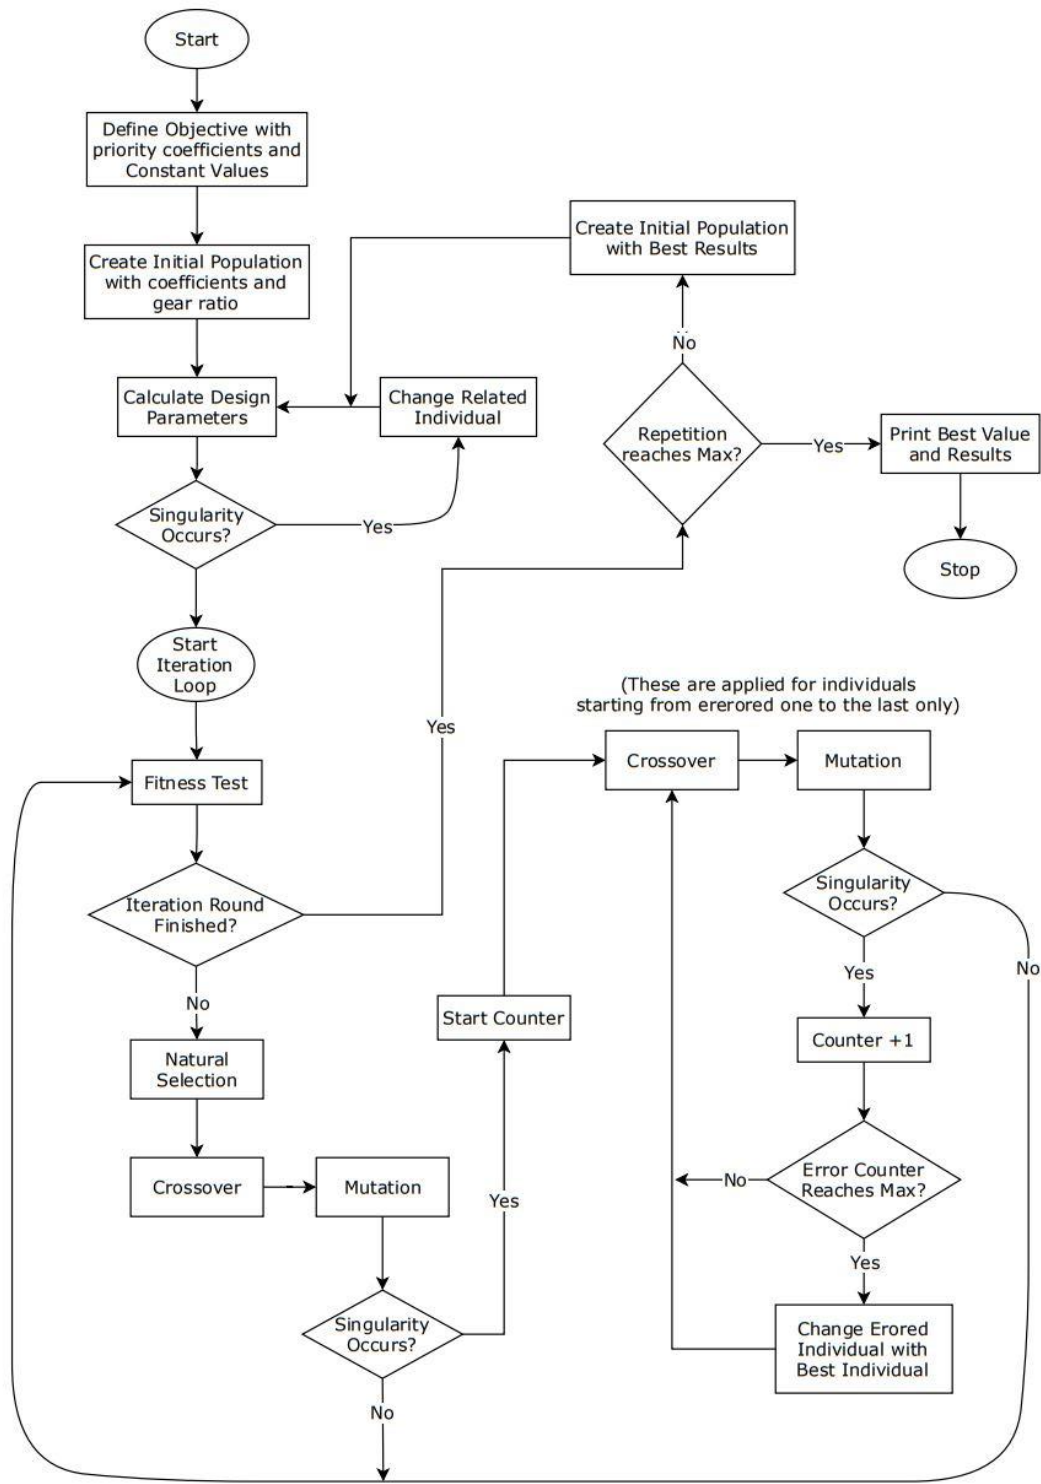 Start
Define Objective with
priority coefficients and
Constant Values
Create Initial Population
with coefficients and
gear ratio
Calculate Design
Parameters
Singularity
Occurs?
Yes
Change Related
Individual
Create Initial Population
with Best Results
No
Repetition
reaches Max?
Yes
Print Best Value
and Results
Stop
Start
Iteration
Loop
Fitness Test
Iteration Round
Finished?
Yes
No
Natural
Selection
Crossover
Mutation
Singularity
Occurs?
Yes
No
Start Counter
(These are applied for individuals
starting from ererored one to the last only)
Crossover
Mutation
Singularity
Occurs?
No
Yes
Counter +1
Error Counter
Reaches Max?
No
Yes
Change Erored
Individual with
Best Individual